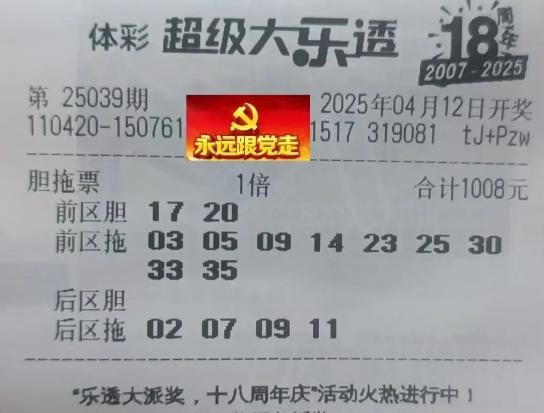 体彩 超级大乐透 18周年
2007-2025
第 25039期 2025年04月12日开奖
110420-150761 1517 319081 tJ+Pzw
永远跟党走
胆拖票 1倍 合计1008元
前区胆 17 20
前区拖 03 05 09 14 23 25 30
33 35
后区胆
后区拖 02 07 09 11
“乐透大派奖,十八周年庆”活动火热进行中!